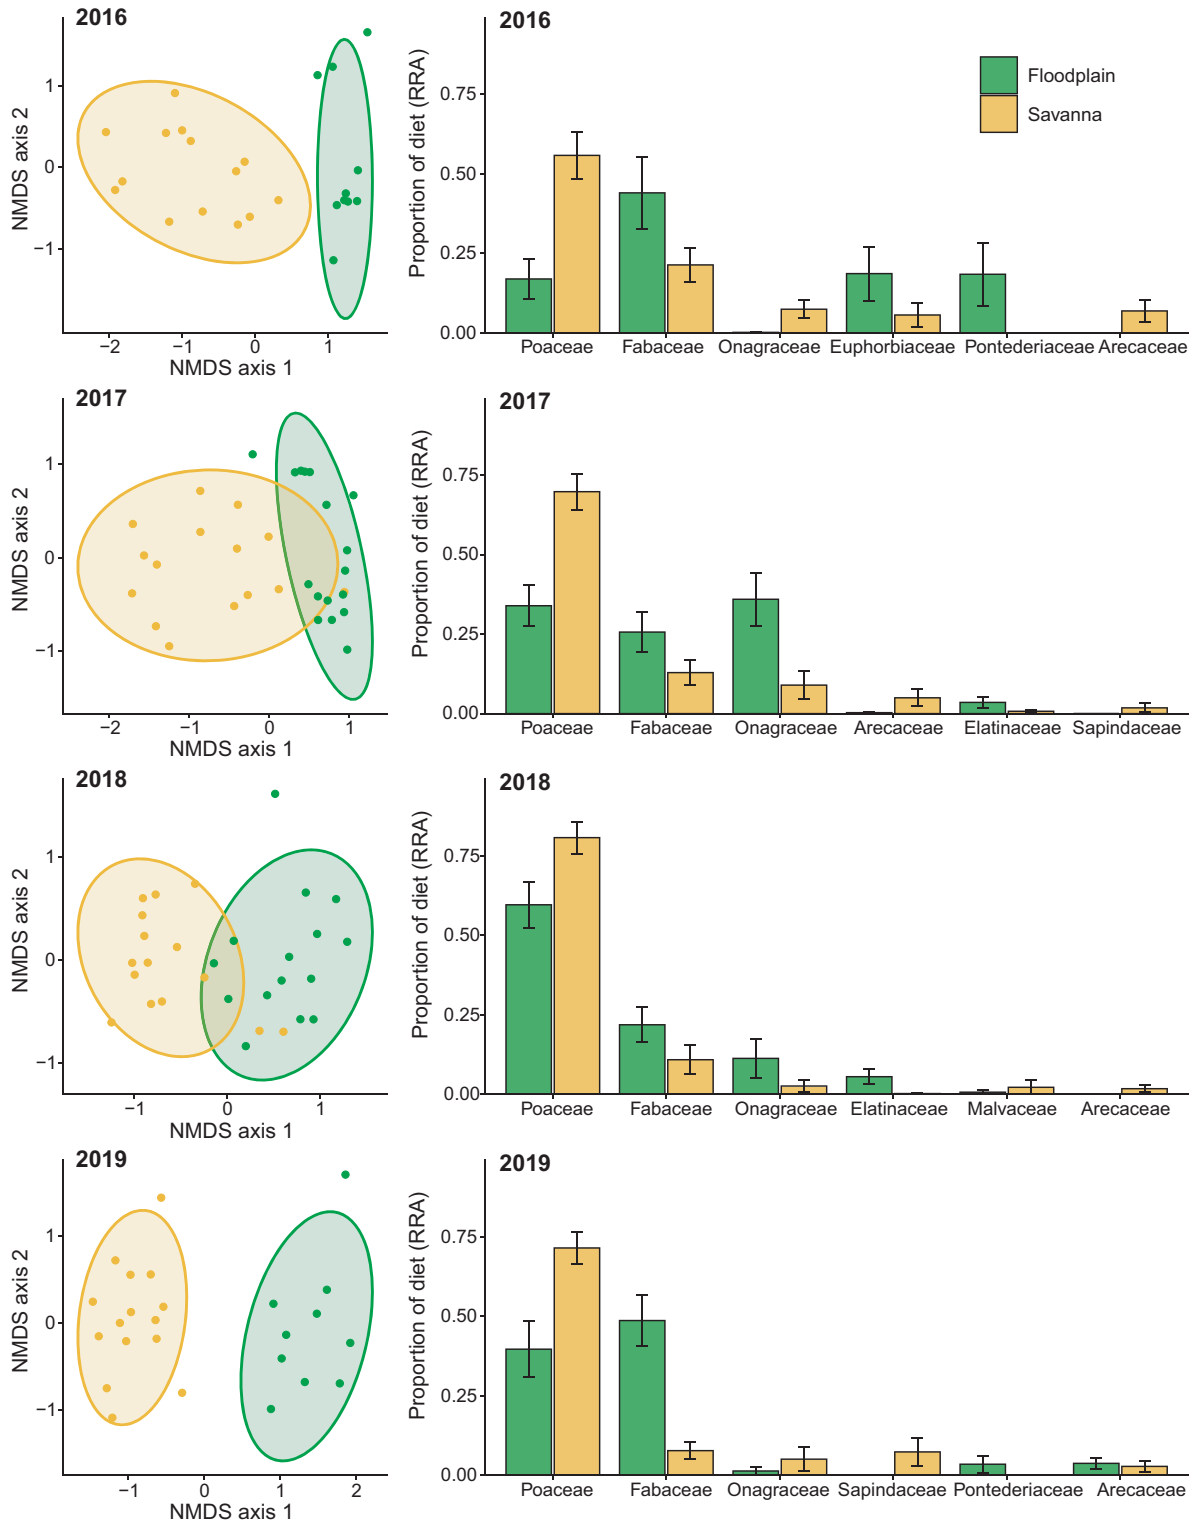 2016
NMDS axis 2
1
0
−1
−2
−1
0
1
NMDS axis 1
2016
Proportion of diet (RRA)
0.75
0.50
0.25
0.00
Floodplain
Savanna
Poaceae
Fabaceae
Onagraceae
Euphorbiaceae
Pontederiaceae
Arecaceae
2017
NMDS axis 2
1
0
−1
−2
−1
0
1
NMDS axis 1
2017
Proportion of diet (RRA)
0.75
0.50
0.25
0.00
Poaceae
Fabaceae
Onagraceae
Arecaceae
Elatinaceae
Sapindaceae
2018
NMDS axis 2
1
0
−1
−1
0
1
NMDS axis 1
2018
Proportion of diet (RRA)
0.75
0.50
0.25
0.00
Poaceae
Fabaceae
Onagraceae
Elatinaceae
Malvaceae
Arecaceae
2019
NMDS axis 2
1
0
−1
−1
0
1
2
NMDS axis 1
2019
Proportion of diet (RRA)
0.75
0.50
0.25
0.00
Poaceae
Fabaceae
Onagraceae
Sapindaceae
Pontederiaceae
Arecaceae